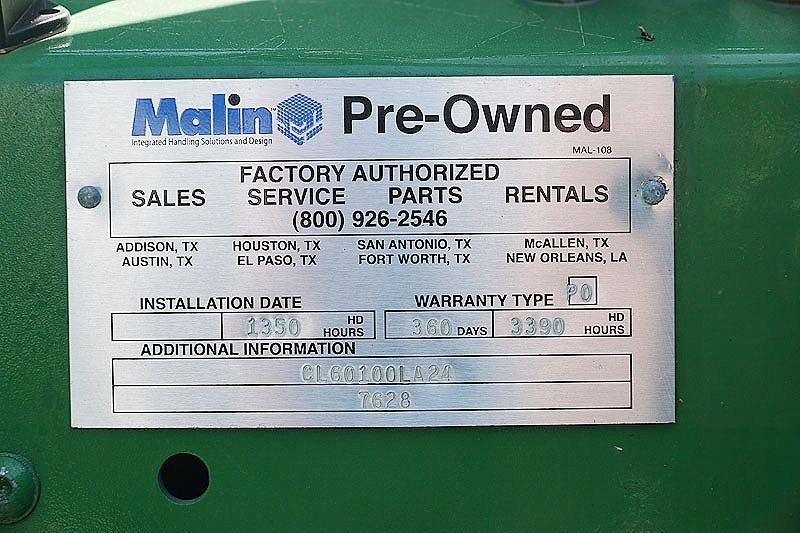 Malin™ Pre-Owned
Integrated Handling Solutions and Design
MAL-108
FACTORY AUTHORIZED
SALES SERVICE PARTS RENTALS
(800) 926-2546
ADDISON, TX HOUSTON, TX SAN ANTONIO, TX McALLEN, TX
AUSTIN, TX EL PASO, TX FORT WORTH, TX NEW ORLEANS, LA
INSTALLATION DATE WARRANTY TYPE PO
1350 HD HOURS 360 DAYS 3390 HD HOURS
ADDITIONAL INFORMATION
CL60100LA24
7628